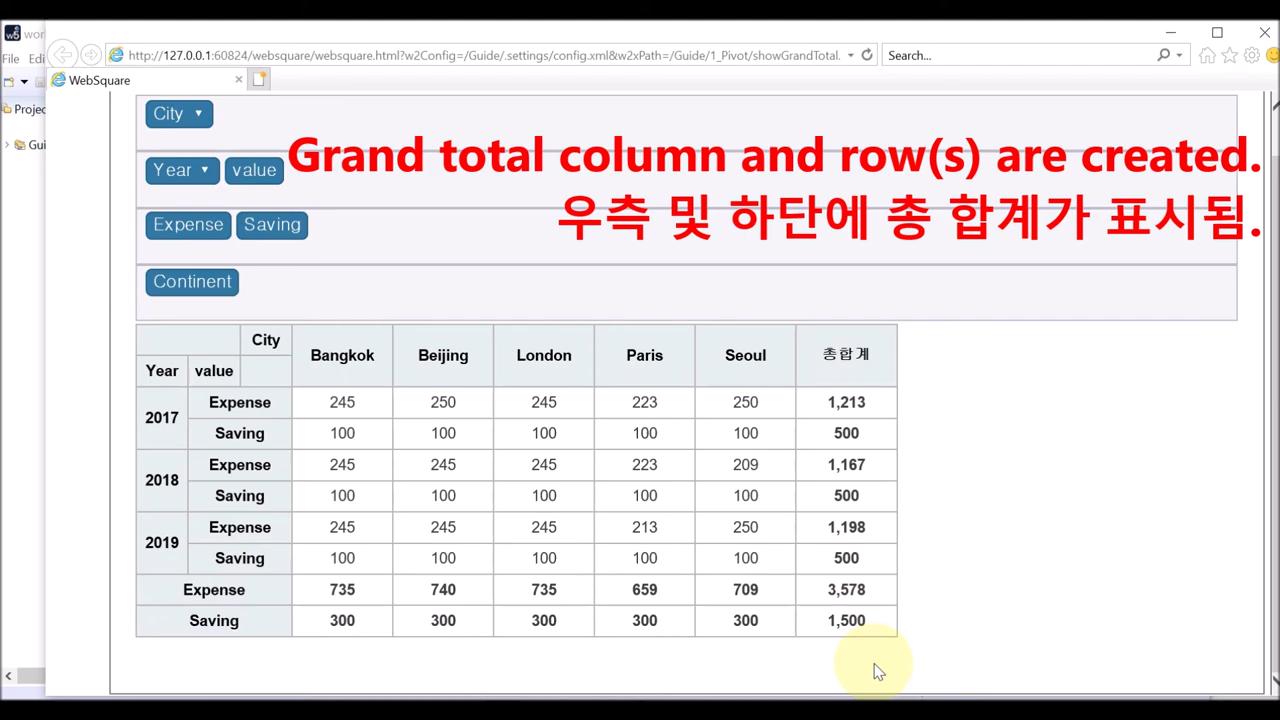 w5 wor
File Edi
http://127.0.0.1:60824/websquare/websquare.html?w2Config=/Guide/.settings/config.xml&w2xPath=/Guide/1_Pivot/showGrandTotal.
Search...
WebSquare
Projec
Gui
City ▼
Year ▼ value
Expense Saving
Continent
Grand total column and row(s) are created.
우측 및 하단에 총 합계가 표시됨.
City Bangkok Beijing London Paris Seoul 총합계
Year value
2017 Expense 245 250 245 223 250 1,213
Saving 100 100 100 100 100 500
2018 Expense 245 245 245 223 209 1,167
Saving 100 100 100 100 100 500
2019 Expense 245 245 245 213 250 1,198
Saving 100 100 100 100 100 500
Expense 735 740 735 659 709 3,578
Saving 300 300 300 300 300 1,500